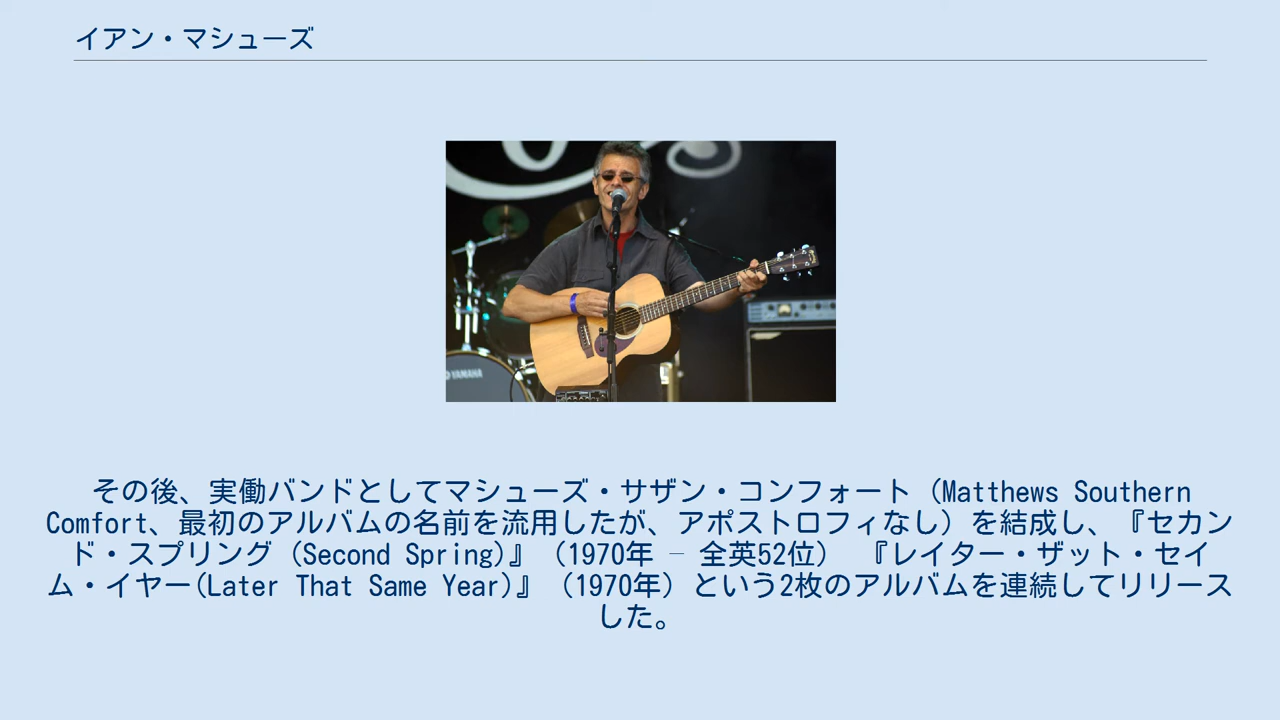 イアン・マシューズ
YAMAHA
その後、実働バンドとしてマシューズ・サザン・コンフォート（Matthews Southern
Comfort、最初のアルバムの名前を流用したが、アポストロフィなし）を結成し、『セカン
ド・スプリング (Second Spring)』（1970年 – 全英52位） 『レイター・ザット・セイ
ム・イヤー(Later That Same Year)』（1970年）という2枚のアルバムを連続してリリース
した。